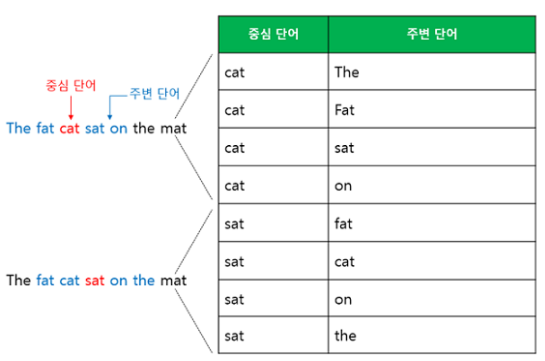 중심 단어
주변 단어
The fat cat sat on the mat
The fat cat sat on the mat
중심 단어 주변 단어
cat The
cat Fat
cat sat
cat on
sat fat
sat cat
sat on
sat the